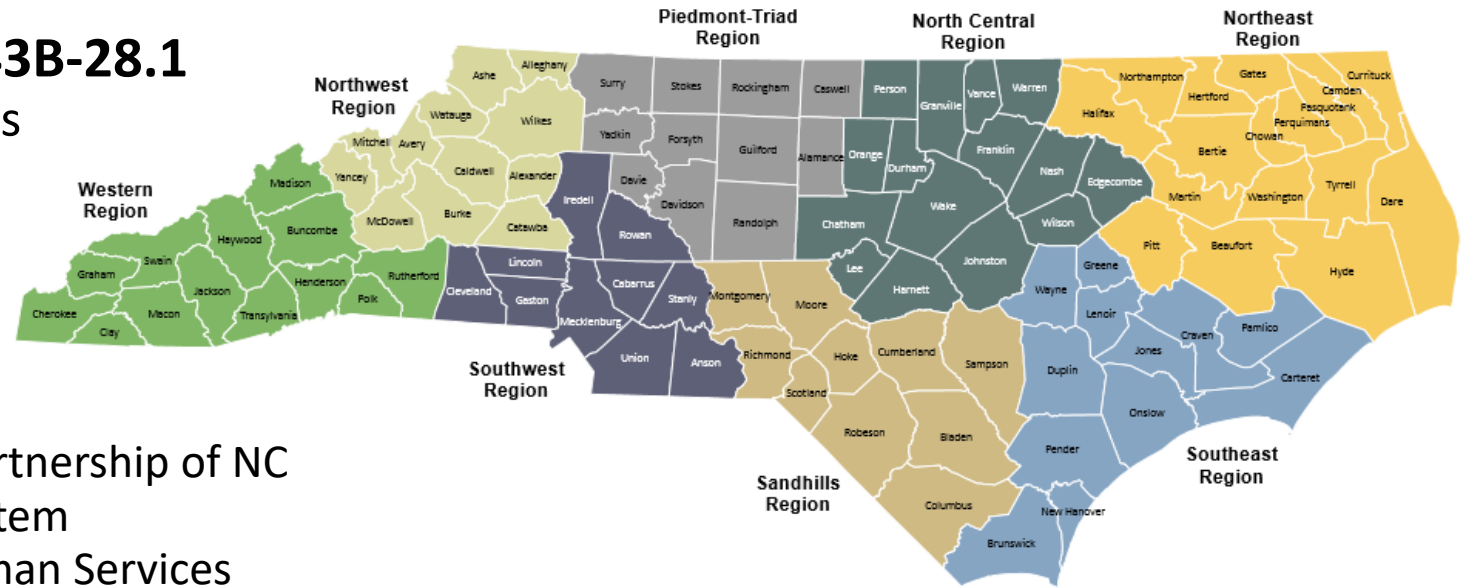 3B-28.1
s
Piedmont-Triad
Region
North Central
Region
Northeast
Region
Northwest
Region
Western
Region
Southwest
Region
Sandhills
Region
Southeast
Region
Cherokee
Graham
Clay
Swain
Macon
Jackson
Haywood
Transylvania
Madison
Buncombe
Henderson
Polk
Rutherford
Ashe
Alleghany
Watauga
Wilkes
Mitchell
Avery
Yancey
Caldwell
Alexander
McDowell
Burke
Catawba
Surry
Stokes
Rockingham
Caswell
Yadkin
Forsyth
Guilford
Alamance
Davie
Davidson
Randolph
Iredell
Rowan
Cleveland
Lincoln
Gaston
Cabarrus
Stanly
Mecklenburg
Union
Anson
Person
Granville
Vance
Warren
Orange
Durham
Franklin
Nash
Edgecombe
Chatham
Wake
Wilson
Lee
Harnett
Johnston
Montgomery
Moore
Richmond
Hoke
Cumberland
Sampson
Scotland
Robeson
Bladen
Columbus
Northampton
Gates
Currituck
Camden
Pasquotank
Perquimans
Chowan
Hertford
Halifax
Bertie
Martin
Washington
Tyrrell
Dare
Pitt
Beaufort
Hyde
Wayne
Greene
Lenoir
Craven
Pamlico
Jones
Carteret
Duplin
Onslow
Pender
New Hanover
Brunswick
rtnership of NC
tem
man Services